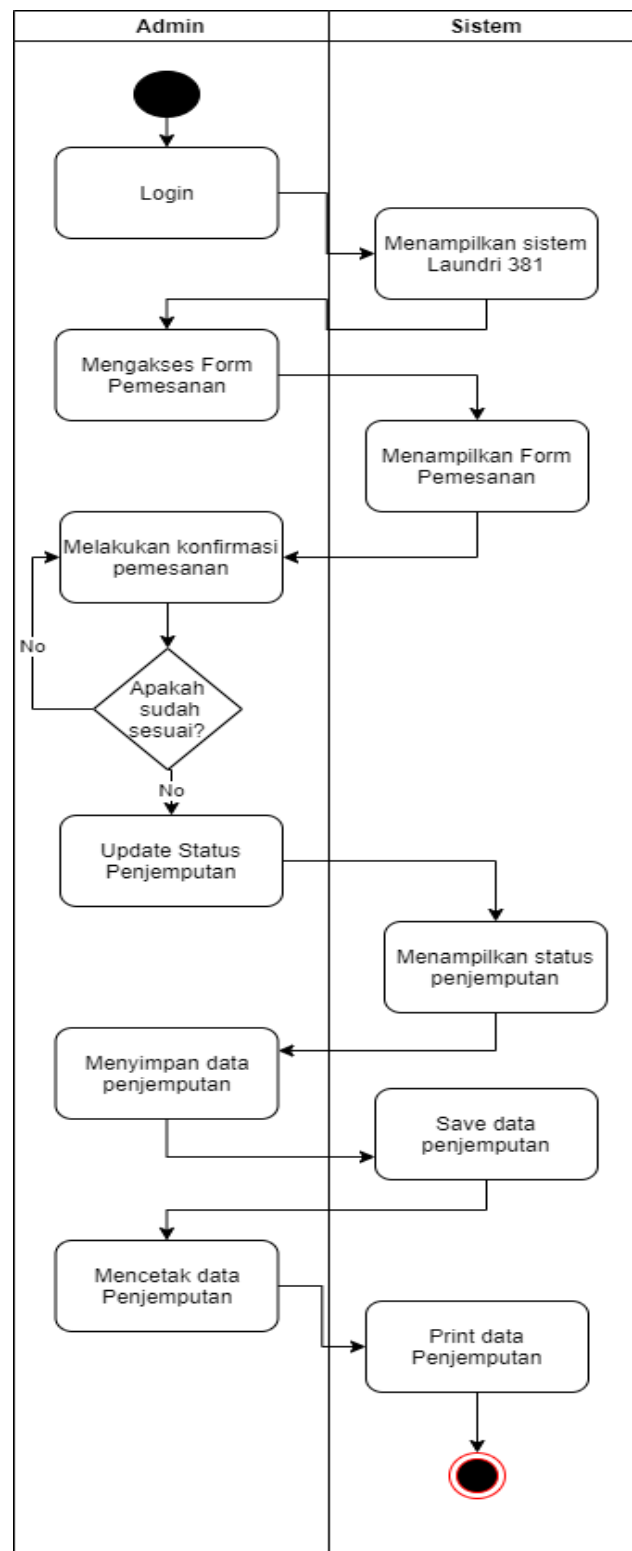 Admin
Sistem
Login
Menampilkan sistem
Laundri 381
Mengakses Form
Pemesanan
Menampilkan Form
Pemesanan
Melakukan konfirmasi
pemesanan
No
Apakah
sudah
sesuai?
No
Update Status
Penjemputan
Menampilkan status
penjemputan
Menyimpan data
penjemputan
Save data
penjemputan
Mencetak data
Penjemputan
Print data
Penjemputan